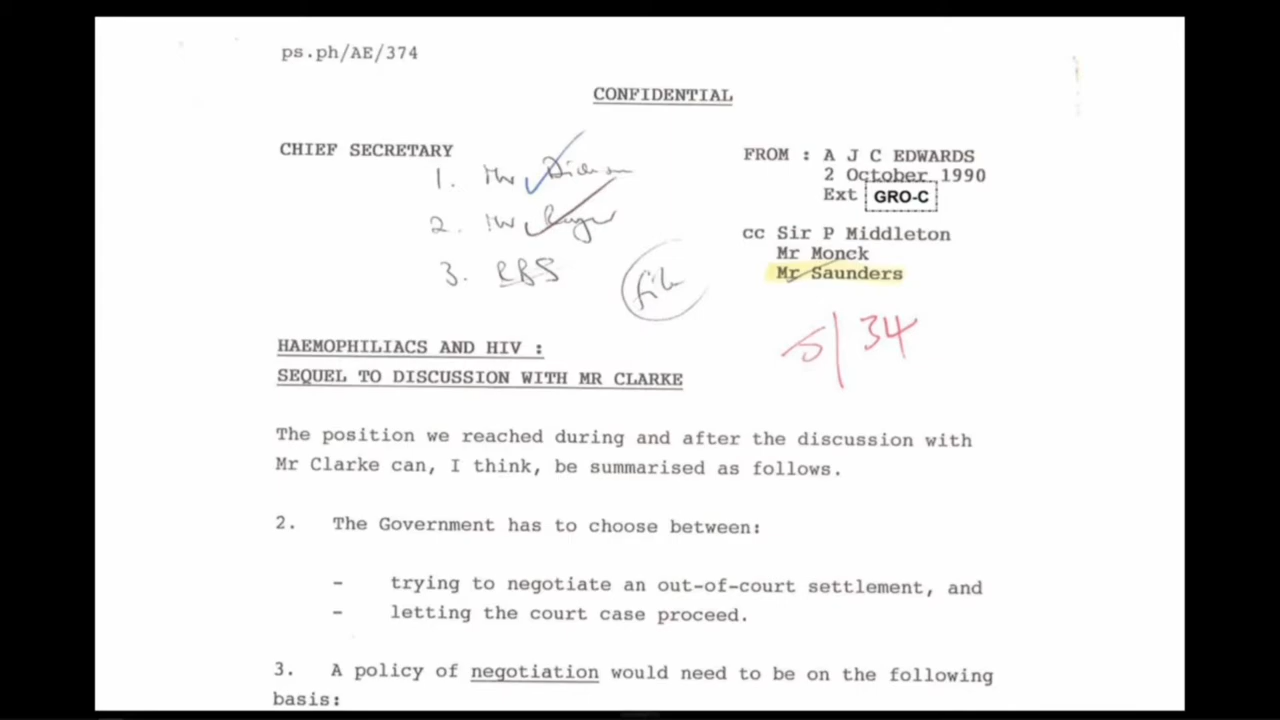 ps.ph/AE/374
CONFIDENTIAL
CHIEF SECRETARY
FROM : A J C EDWARDS
2 October 1990
Ext GRO-C
1. Mr
2. Mr
3. RBS
file
cc Sir P Middleton
Mr Monck
Mr Saunders
5/34
HAEMOPHILIACS AND HIV :
SEQUEL TO DISCUSSION WITH MR CLARKE
The position we reached during and after the discussion with
Mr Clarke can, I think, be summarised as follows.
2. The Government has to choose between:
- trying to negotiate an out-of-court settlement, and
- letting the court case proceed.
3. A policy of negotiation would need to be on the following
basis: